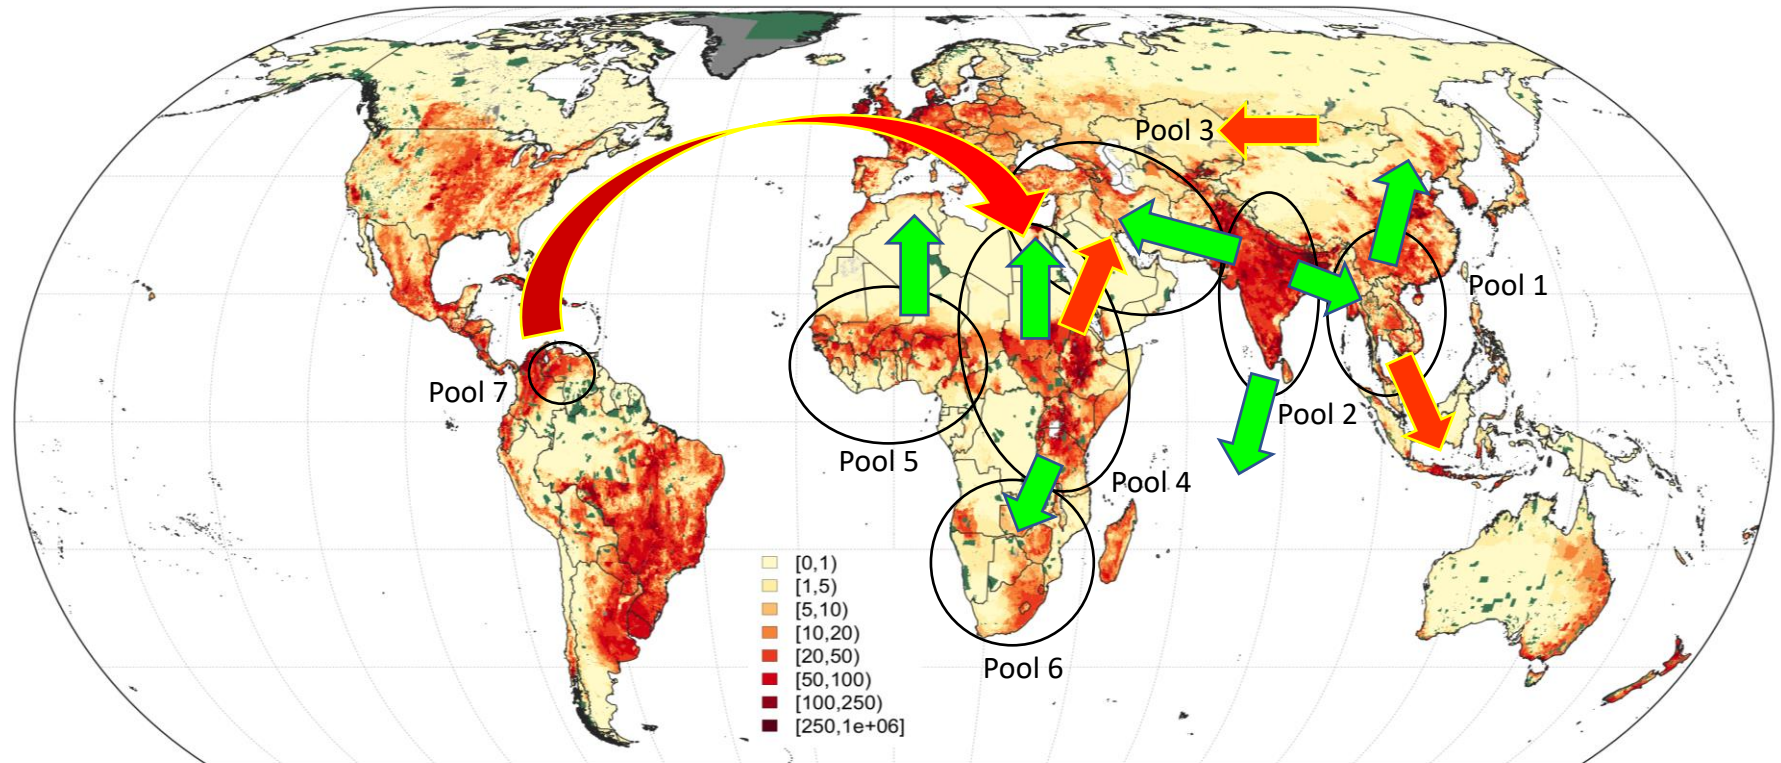 Pool 3
Pool 1
Pool 7
Pool 2
Pool 5
Pool 4
Pool 6
[0,1)
[1,5)
[5,10)
[10,20)
[20,50)
[50,100)
[100,250)
[250,1e+06]